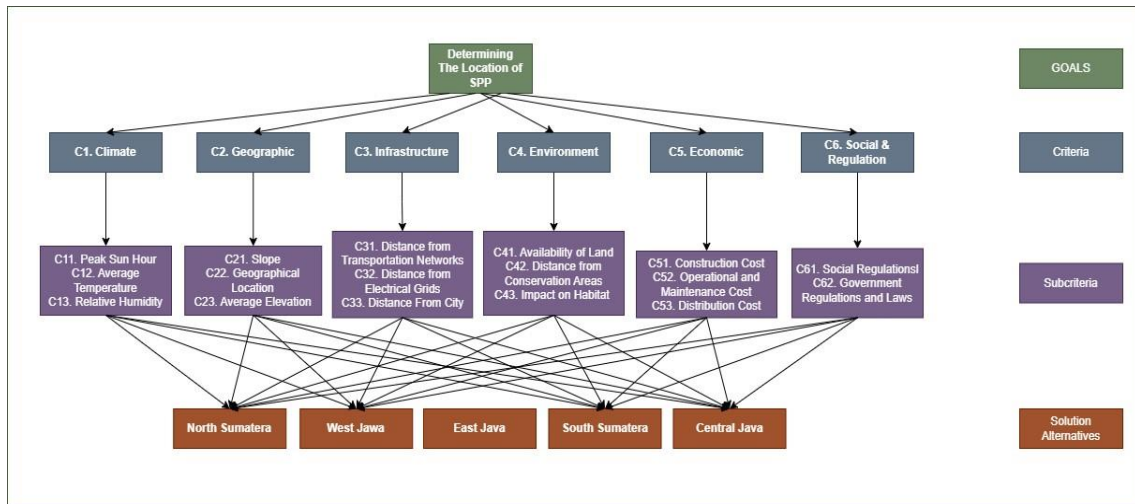 Determining
The Location of
SPP
GOALS
C1. Climate
C2. Geographic
C3. Infrastructure
C4. Environment
C5. Economic
C6. Social &
Regulation
Criteria
C11. Peak Sun Hour
C12. Average
Temperature
C13. Relative Humidity
C21. Slope
C22. Geographical
Location
C23. Average Elevation
C31. Distance from
Transportation Networks
C32. Distance from
Electrical Grids
C33. Distance From City
C41. Availability of Land
C42. Distance from
Conservation Areas
C43. Impact on Habitat
C51. Construction Cost
C52. Operational and
Maintenance Cost
C53. Distribution Cost
C61. Social Regulationsl
C62. Government
Regulations and Laws
Subcriteria
North Sumatera
West Jawa
East Java
South Sumatera
Central Java
Solution
Alternatives